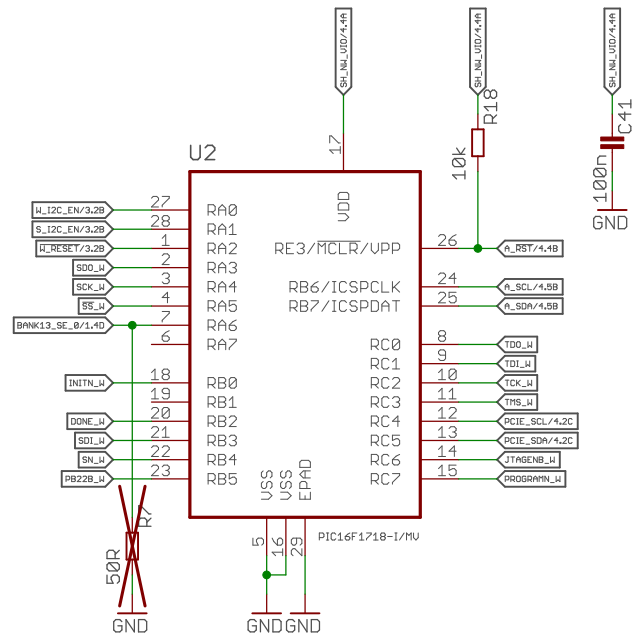 SH_NW_VIO/4.4A
SH_NW_VIO/4.4A
SH_NW_VIO/4.4A
R18
10k
C41
100n
GND
U2
17
VDD
W_I2C_EN/3.2B
27
RA0
S_I2C_EN/3.2B
28
RA1
W_RESET/3.2B
1
RA2
RE3/MCLR/VPP
26
A_RST/4.4B
SDO_W
2
RA3
SCK_W
3
RA4
RB6/ICSPCLK
24
A_SCL/4.5B
SS_W
4
RA5
RB7/ICSPDAT
25
A_SDA/4.5B
BANK13_SE_0/1.4D
7
RA6
6
RA7
RC0
8
TDO_W
RC1
9
TDI_W
INITN_W
18
RB0
RC2
10
TCK_W
19
RB1
RC3
11
TMS_W
DONE_W
20
RB2
RC4
12
PCIE_SCL/4.2C
SDI_W
21
RB3
RC5
13
PCIE_SDA/4.2C
SN_W
22
RB4
RC6
14
JTAGENB_W
PB22B_W
23
RB5
RC7
15
PROGRAMN_W
VSS
VSS
EPAD
5
16
29
PIC16F1718-I/MV
R7
50R
GND
GND
GND